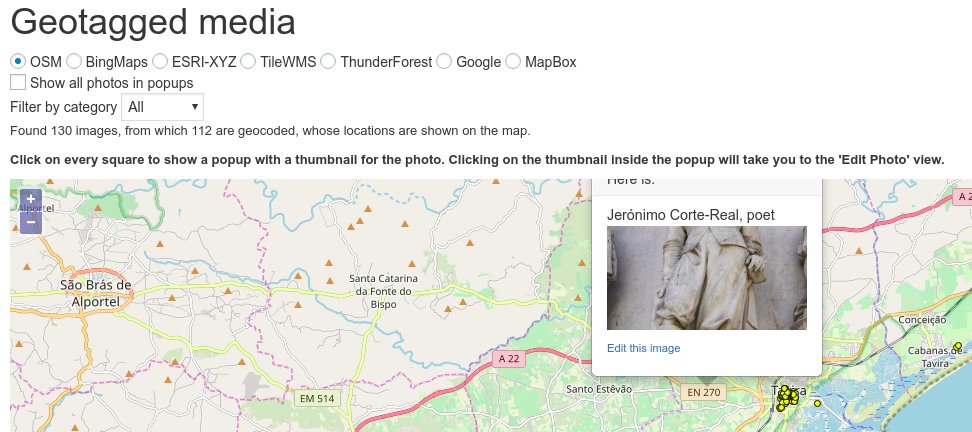 Geotagged media
OSM BingMaps ESRI-XYZ TileWMS ThunderForest Google MapBox
Show all photos in popups
Filter by category All
Found 130 images, from which 112 are geocoded, whose locations are shown on the map.
Click on every square to show a popup with a thumbnail for the photo. Clicking on the thumbnail inside the popup will take you to the 'Edit Photo' view.
Here is:
+
Alportel
−
A 2
Jerónimo Corte-Real, poet
São Brás de
Alportel
Santa Catarina
da Fonte do
Bispo
Conceição
Edit this image
Cabanas de
Tavira
A 22
Santo Estêvão
EN 270
EM 514